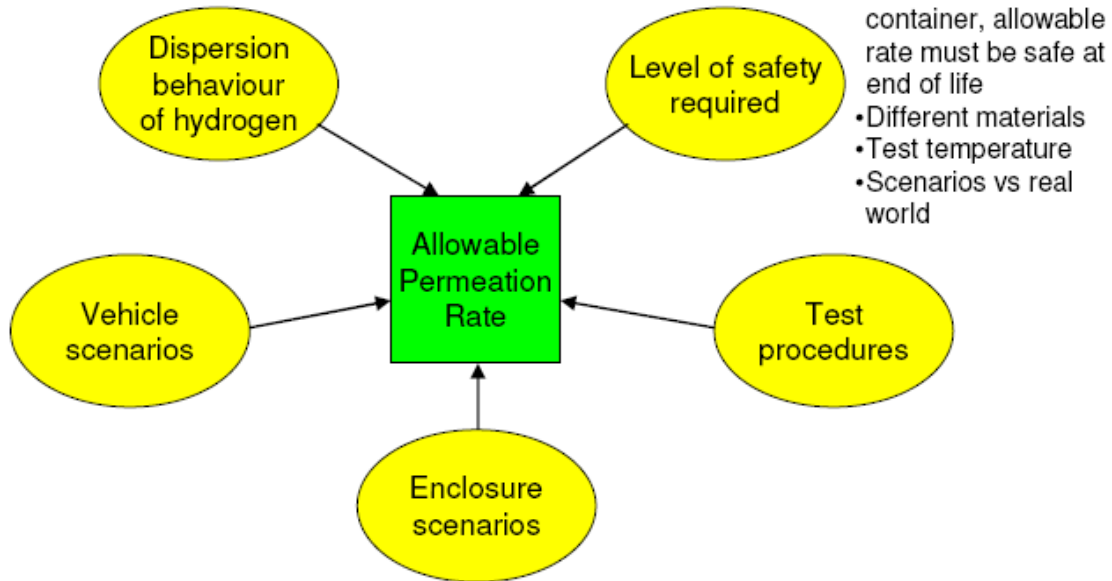 Dispersion
behaviour
of hydrogen
Level of safety
required
container, allowable
rate must be safe at
end of life
•Different materials
•Test temperature
•Scenarios vs real
world
Allowable
Permeation
Rate
Vehicle
scenarios
Test
procedures
Enclosure
scenarios